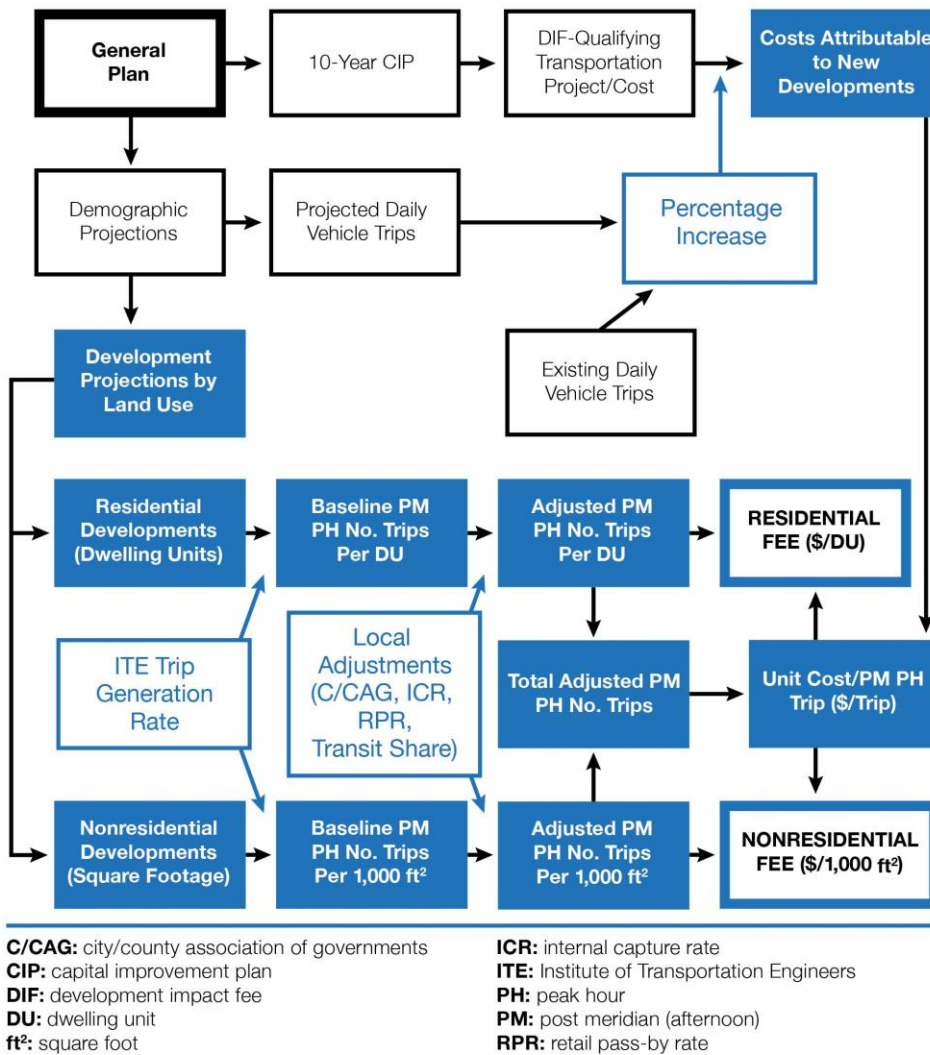 General
Plan
10-Year CIP
DIF-Qualifying
Transportation
Project/Cost
Costs Attributable
to New
Developments
Demographic
Projections
Projected Daily
Vehicle Trips
Percentage
Increase
Development
Projections by
Land Use
Existing Daily
Vehicle Trips
Residential
Developments
(Dwelling Units)
Baseline PM
PH No. Trips
Per DU
Adjusted PM
PH No. Trips
Per DU
RESIDENTIAL
FEE ($/DU)
ITE Trip
Generation
Rate
Local
Adjustments
(C/CAG, ICR,
RPR,
Transit Share)
Total Adjusted PM
PH No. Trips
Unit Cost/PM PH
Trip ($/Trip)
Nonresidential
Developments
(Square Footage)
Baseline PM
PH No. Trips
Per 1,000 ft²
Adjusted PM
PH No. Trips
Per 1,000 ft²
NONRESIDENTIAL
FEE ($/1,000 ft²)
C/CAG: city/county association of governments
CIP: capital improvement plan
DIF: development impact fee
DU: dwelling unit
ft²: square foot
ICR: internal capture rate
ITE: Institute of Transportation Engineers
PH: peak hour
PM: post meridian (afternoon)
RPR: retail pass-by rate